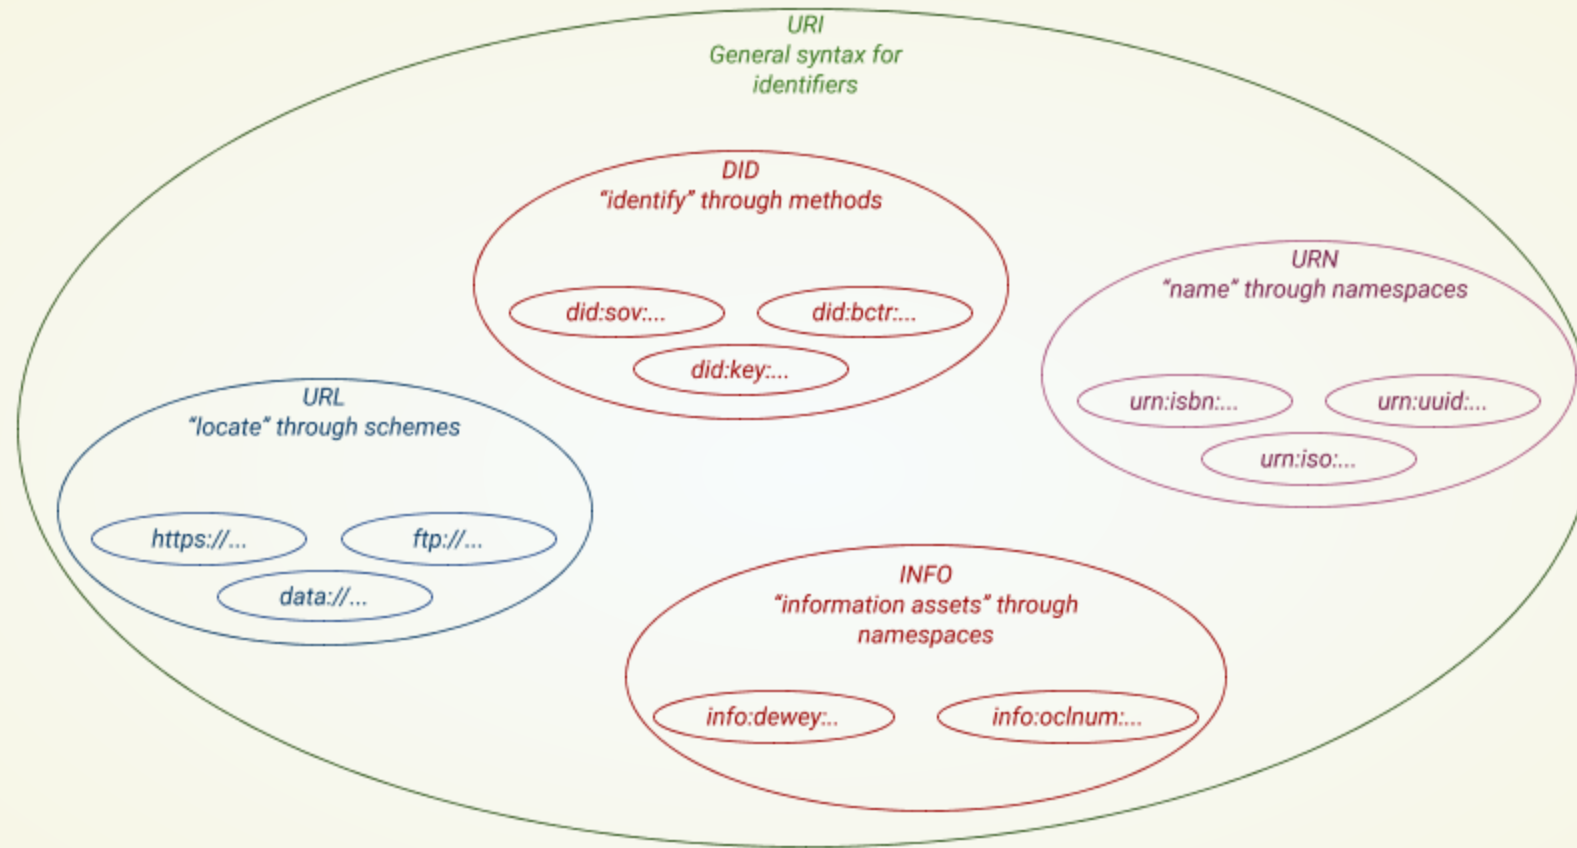 URI
General syntax for
identifiers
DID
“identify” through methods
did:sov:...
did:bctr:...
did:key:...
URN
“name” through namespaces
urn:isbn:...
urn:uuid:...
urn:iso:...
URL
“locate” through schemes
https://...
ftp://...
data://...
INFO
“information assets” through
namespaces
info:dewey:..
info:oclnum:...